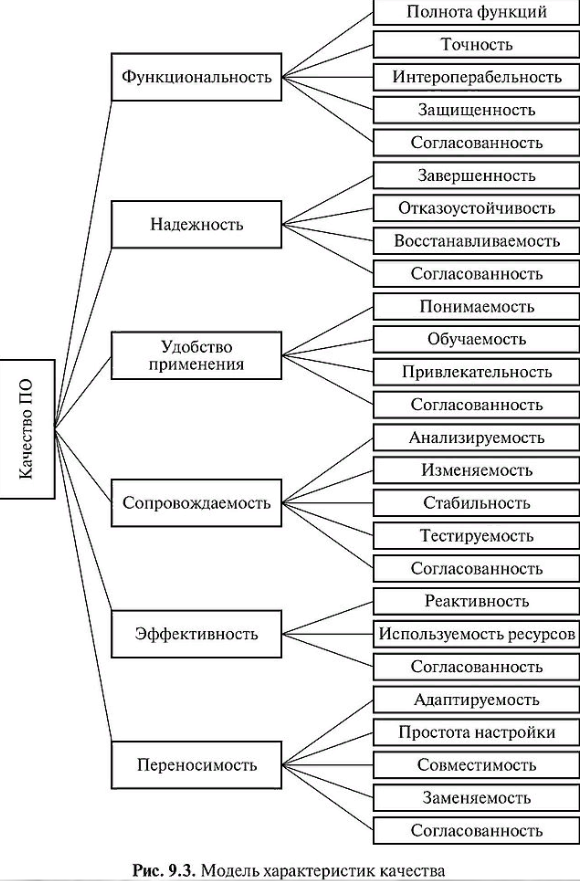 Качество ПО
Функциональность
Полнота функций
Точность
Интероперабельность
Защищенность
Согласованность
Надежность
Завершенность
Отказоустойчивость
Восстанавливаемость
Согласованность
Удобство
применения
Понимаемость
Обучаемость
Привлекательность
Согласованность
Сопровождаемость
Анализируемость
Изменяемость
Стабильность
Тестируемость
Согласованность
Эффективность
Реактивность
Используемость ресурсов
Согласованность
Переносимость
Адаптируемость
Простота настройки
Совместимость
Заменяемость
Согласованность
Рис. 9.3. Модель характеристик качества